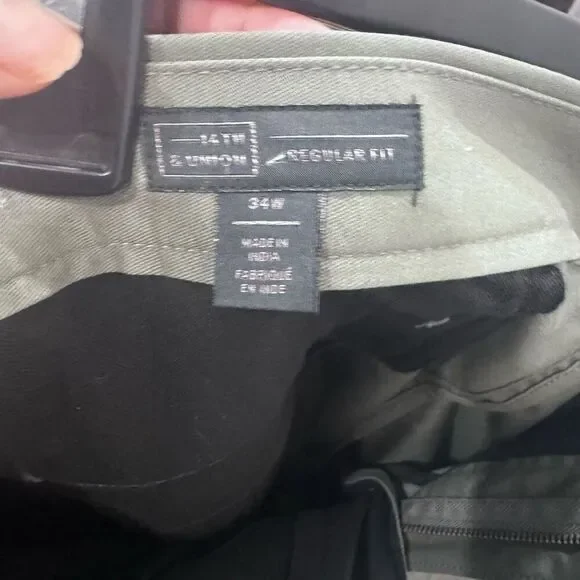 14TH
& UNION
REGULAR FIT
34W
MADE IN
INDIA
FABRIQUÉ
EN INDE